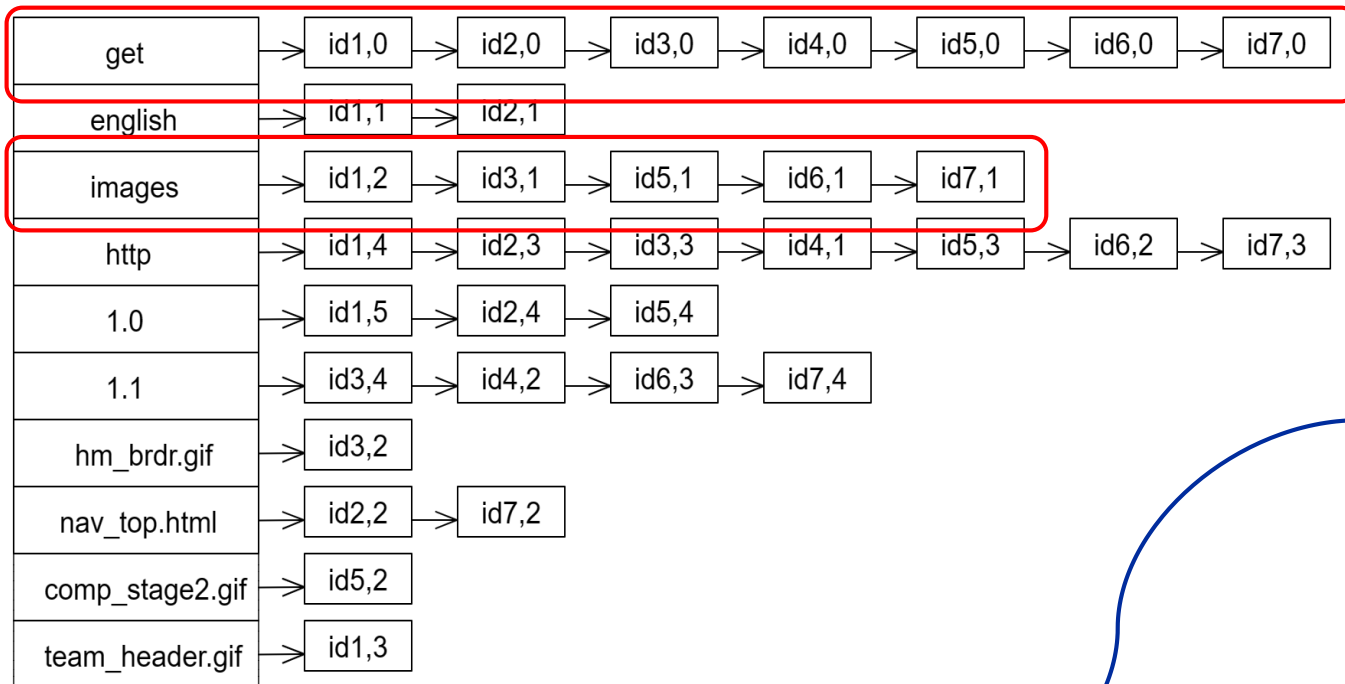 get id1,0 id2,0 id3,0 id4,0 id5,0 id6,0 id7,0
english id1,1 id2,1
images id1,2 id3,1 id5,1 id6,1 id7,1
http id1,4 id2,3 id3,3 id4,1 id5,3 id6,2 id7,3
1.0 id1,5 id2,4 id5,4
1.1 id3,4 id4,2 id6,3 id7,4
hm_brdr.gif id3,2
nav_top.html id2,2 id7,2
comp_stage2.gif id5,2
team_header.gif id1,3